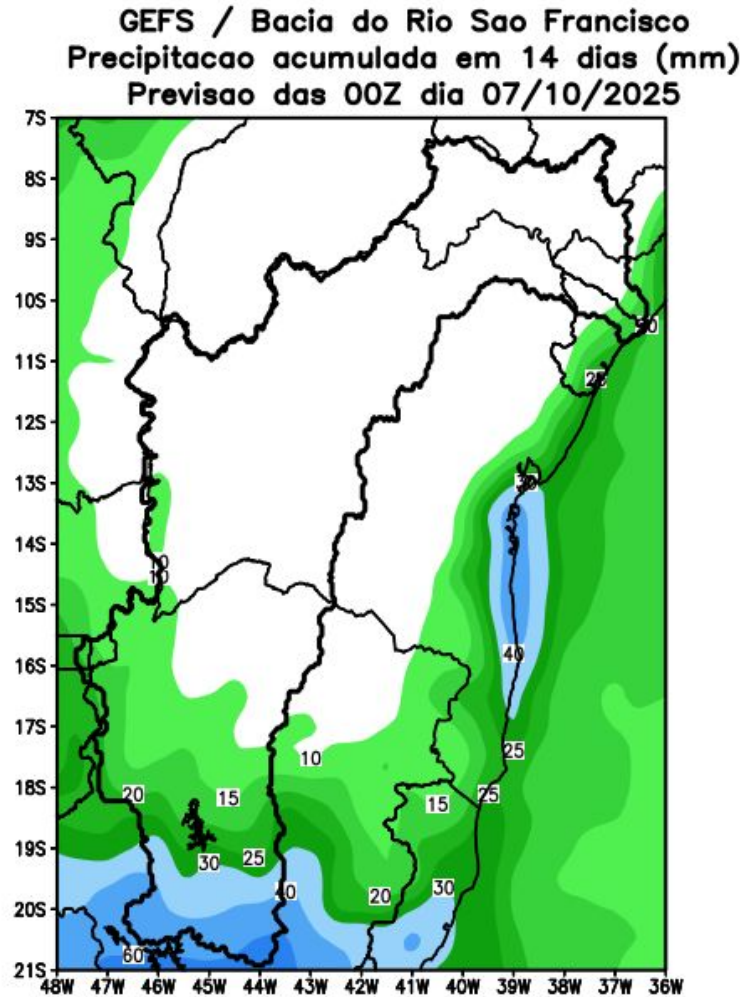 GEFS / Bacia do Rio Sao Francisco
Precipitacao acumulada em 14 dias (mm)
Previsao das 00Z dia 07/10/2025
7S
8S
9S
10S
11S
12S
13S
14S
15S
16S
17S
18S
19S
20S
21S
25
30
10
10
40
25
10
20
15
25
15
30
25
40
20
30
60
48W 47W 46W 45W 44W 43W 42W 41W 40W 39W 38W 37W 36W